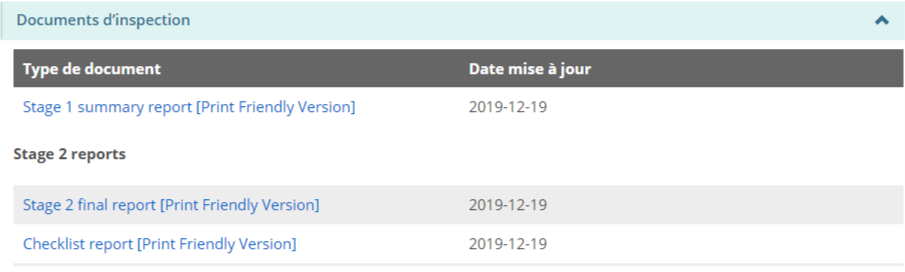 Documents d’inspection
Type de document Date mise à jour
Stage 1 summary report [Print Friendly Version] 2019-12-19
Stage 2 reports
Stage 2 final report [Print Friendly Version] 2019-12-19
Checklist report [Print Friendly Version] 2019-12-19